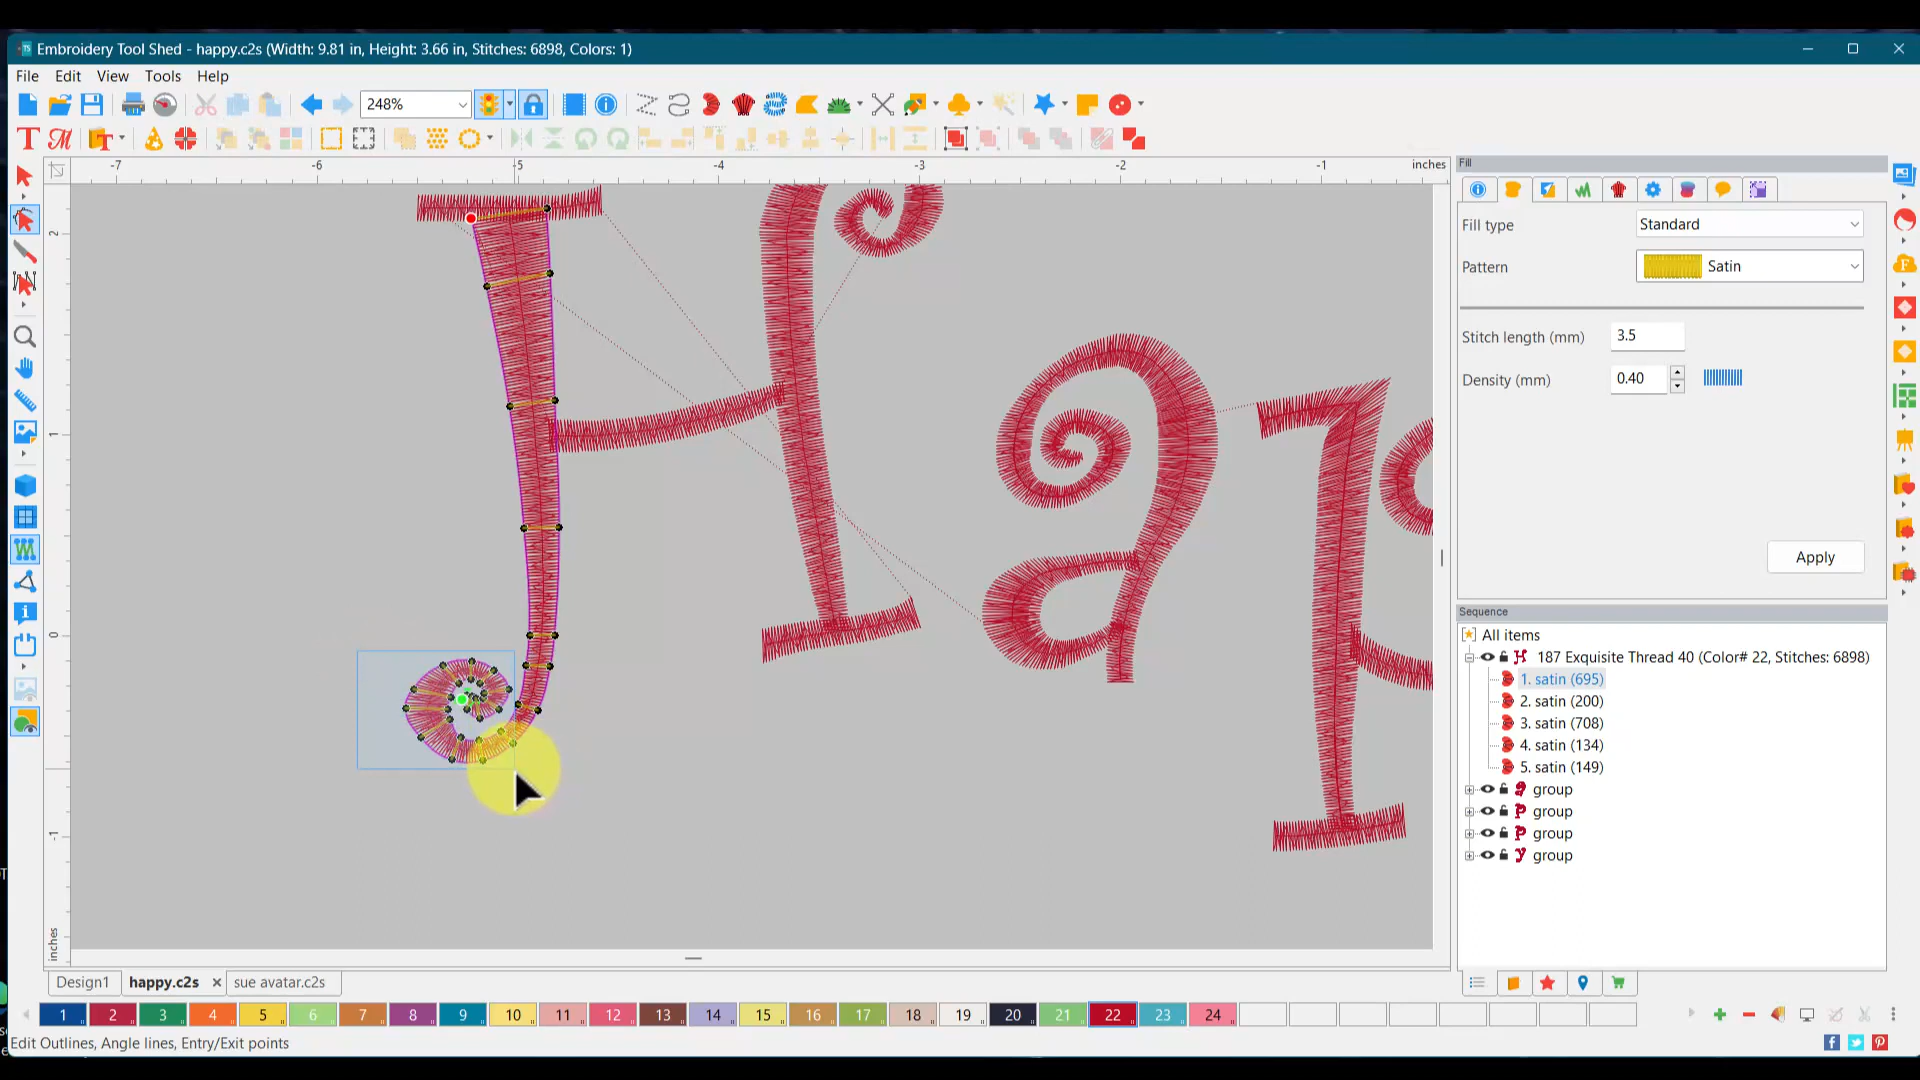 Embroidery Tool Shed - happy.c2s (Width: 9.81 in, Height: 3.66 in, Stitches: 6898, Colors: 1)
File Edit View Tools Help
248%
-7 -6 -5 -4 -3 -2 -1 inches
2
1
0
-1
inches
Fill
Fill type Standard
Pattern Satin
Stitch length (mm) 3.5
Density (mm) 0.40
Apply
Sequence
All items
187 Exquisite Thread 40 (Color# 22, Stitches: 6898)
1. satin (695)
2. satin (200)
3. satin (708)
4. satin (134)
5. satin (149)
group
group
group
group
Design1 happy.c2s sue avatar.c2s
1 2 3 4 5 6 7 8 9 10 11 12 13 14 15 16 17 18 19 20 21 22 23 24
Edit Outlines, Angle lines, Entry/Exit points